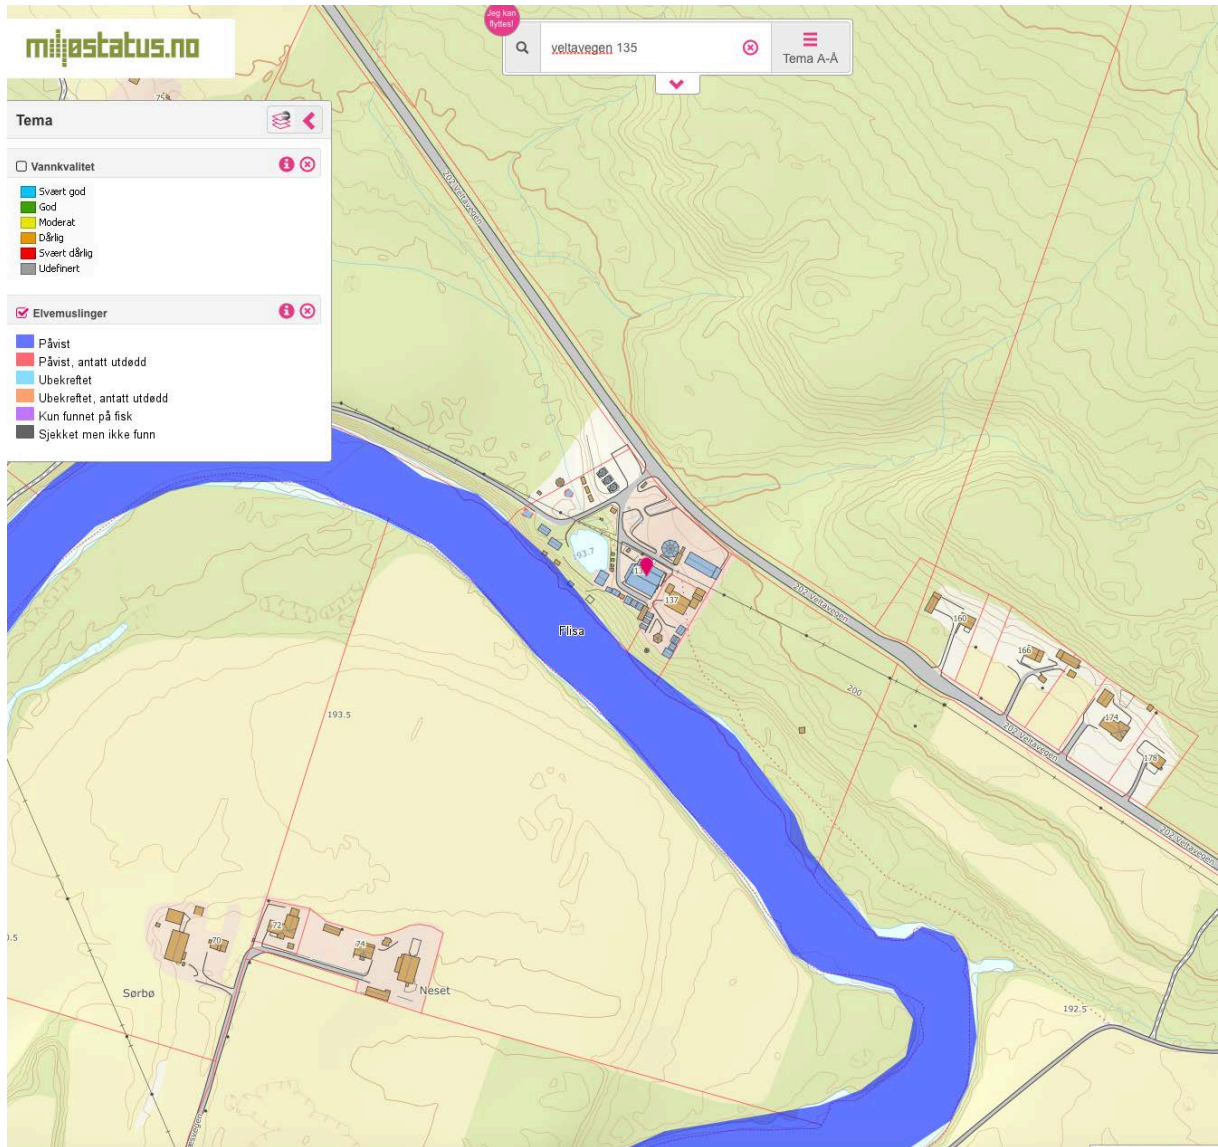 Jeg kan
flyttes!
miljøstatus.no
veltavegen 135
Tema A-Å
75
Tema
Vannkvalitet
Svært god
God
Moderat
Dårlig
Svært dårlig
Udefinert
Elvemuslinger
Påvist
Påvist, antatt utdødd
Ubekreftet
Ubekreftet, antatt utdødd
Kun funnet på fisk
Sjekket men ikke funn
202 Veltavegen
193.7
137
Flisa
202 Veltavegen
160
166
200
174
193.5
202 Veltavegen
178
202 Veltavegen
72
70
74
Sørbø
Neset
192.5